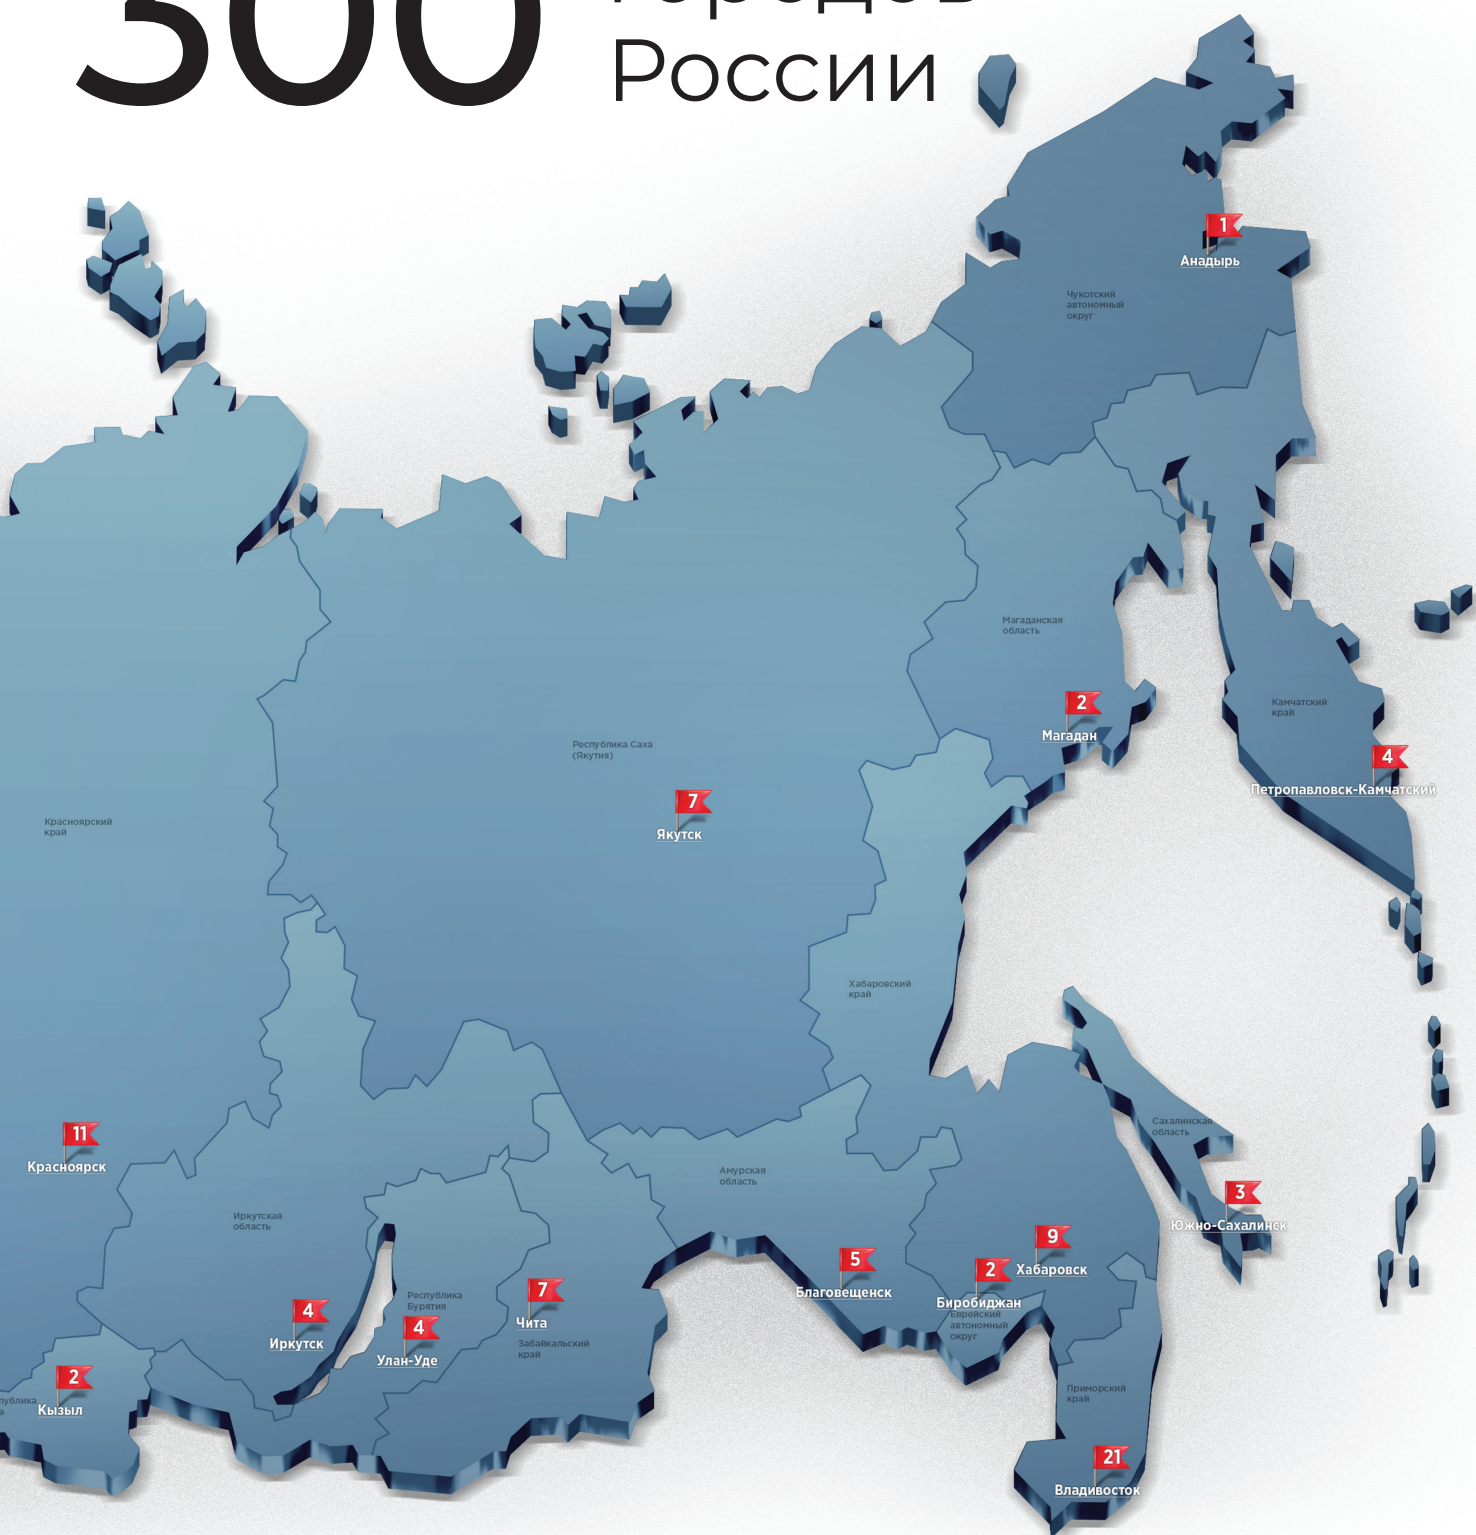 300
городов
России
1
Анадырь
Чукотский
автономный
округ
Магаданская
область
2
Магадан
Камчатский
край
4
Петропавловск-Камчатский
Республика Саха
(Якутия)
7
Якутск
Красноярский
край
Хабаровский
край
11
Красноярск
Сахалинская
область
3
Южно-Сахалинск
Амурская
область
Иркутская
область
9
Хабаровск
5
Благовещенск
2
Биробиджан
Еврейский
автономный
округ
7
Чита
Забайкальский
край
Республика
Бурятия
4
Улан-Уде
4
Иркутск
2
Кызыл
Приморский
край
21
Владивосток